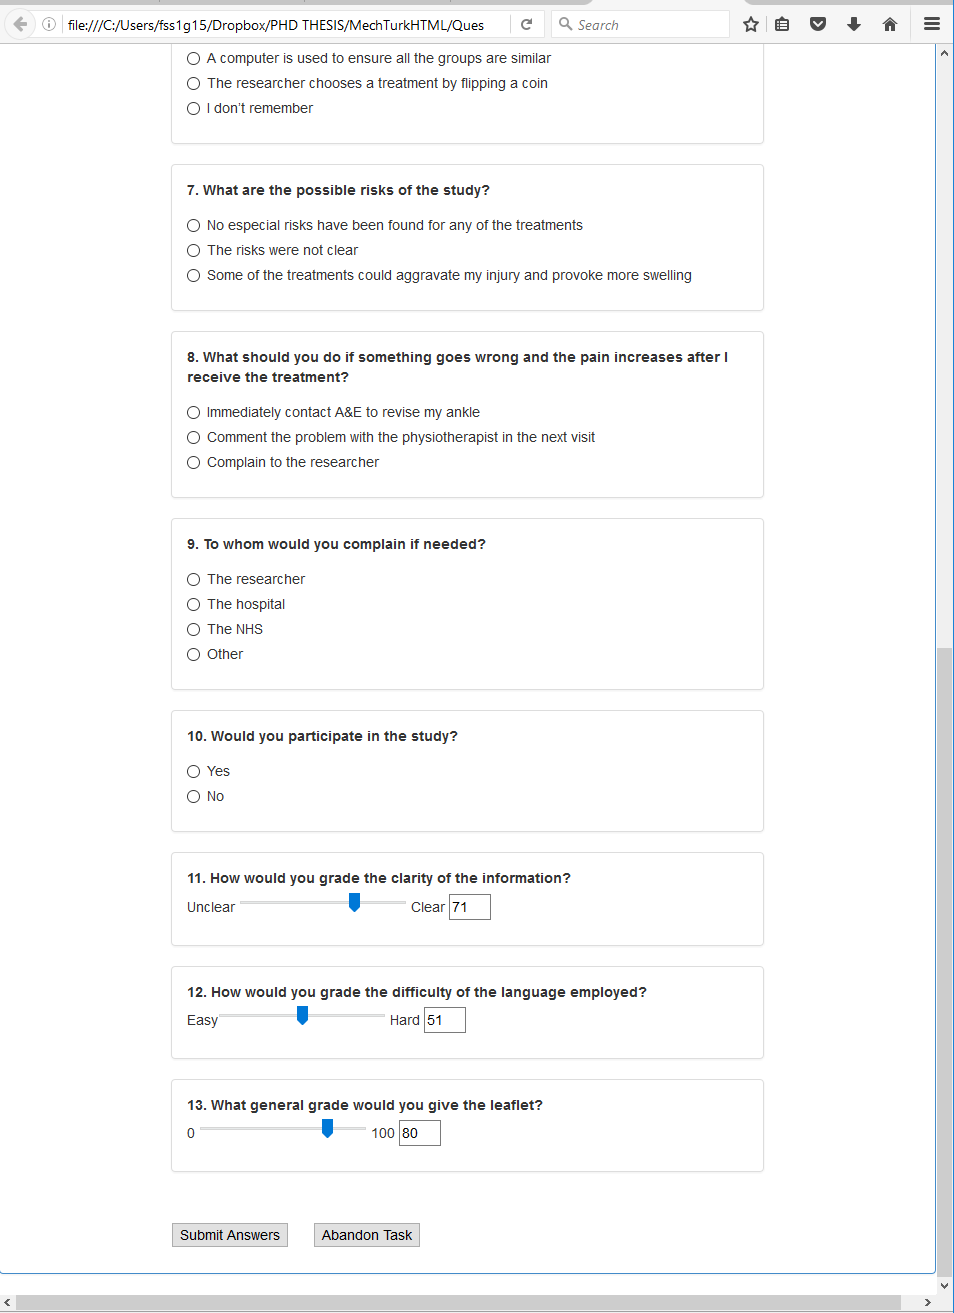 file:///C:/Users/fss1g15/Dropbox/PHD THESIS/MechTurkHTML/Ques
Search
A computer is used to ensure all the groups are similar
The researcher chooses a treatment by flipping a coin
I don't remember
7. What are the possible risks of the study?
No especial risks have been found for any of the treatments
The risks were not clear
Some of the treatments could aggravate my injury and provoke more swelling
8. What should you do if something goes wrong and the pain increases after I
receive the treatment?
Immediately contact A&E to revise my ankle
Comment the problem with the physiotherapist in the next visit
Complain to the researcher
9. To whom would you complain if needed?
The researcher
The hospital
The NHS
Other
10. Would you participate in the study?
Yes
No
11. How would you grade the clarity of the information?
Unclear Clear 71
12. How would you grade the difficulty of the language employed?
Easy Hard 51
13. What general grade would you give the leaflet?
0 100 80
Submit Answers Abandon Task